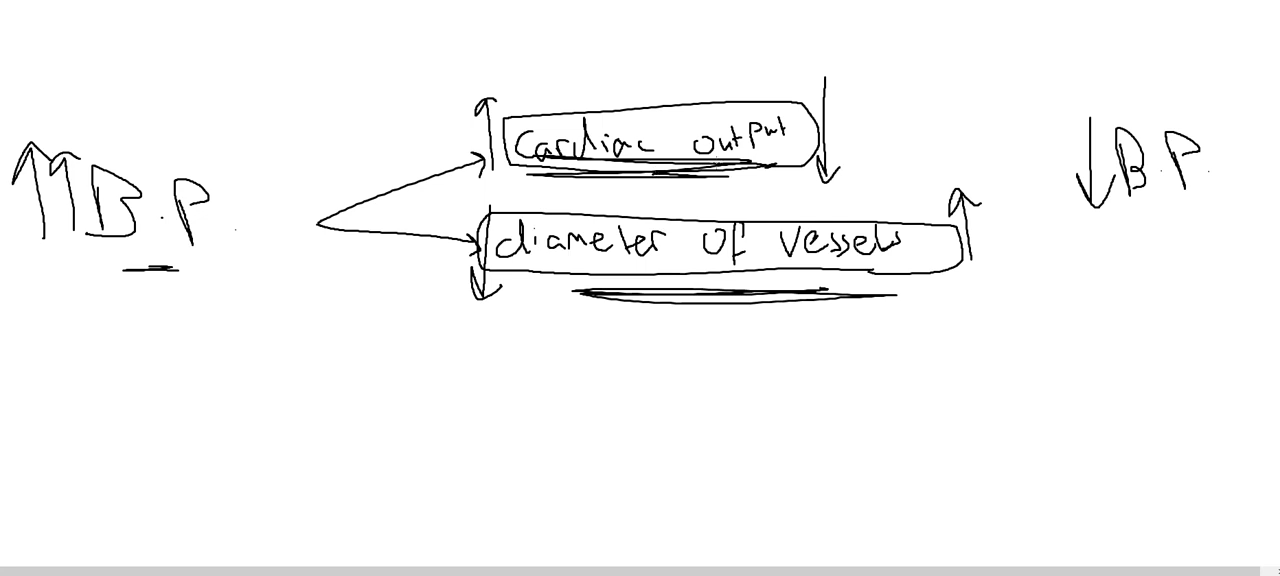 Cardiac output
↑↑B.P.
↓B.P.
diameter of vessels